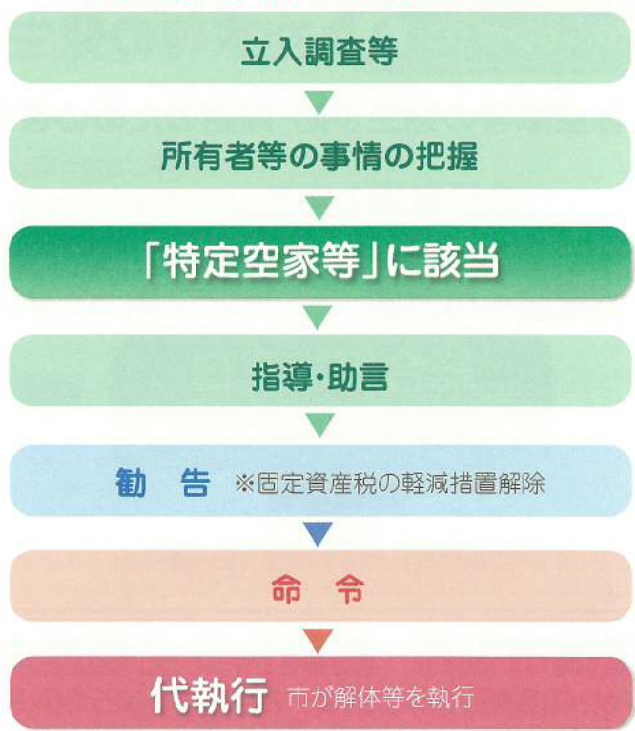 立入調査等
所有者等の事情の把握
「特定空家等」に該当
指導・助言
勧 告 ※固定資産税の軽減措置解除
命 令
代執行 市が解体等を執行